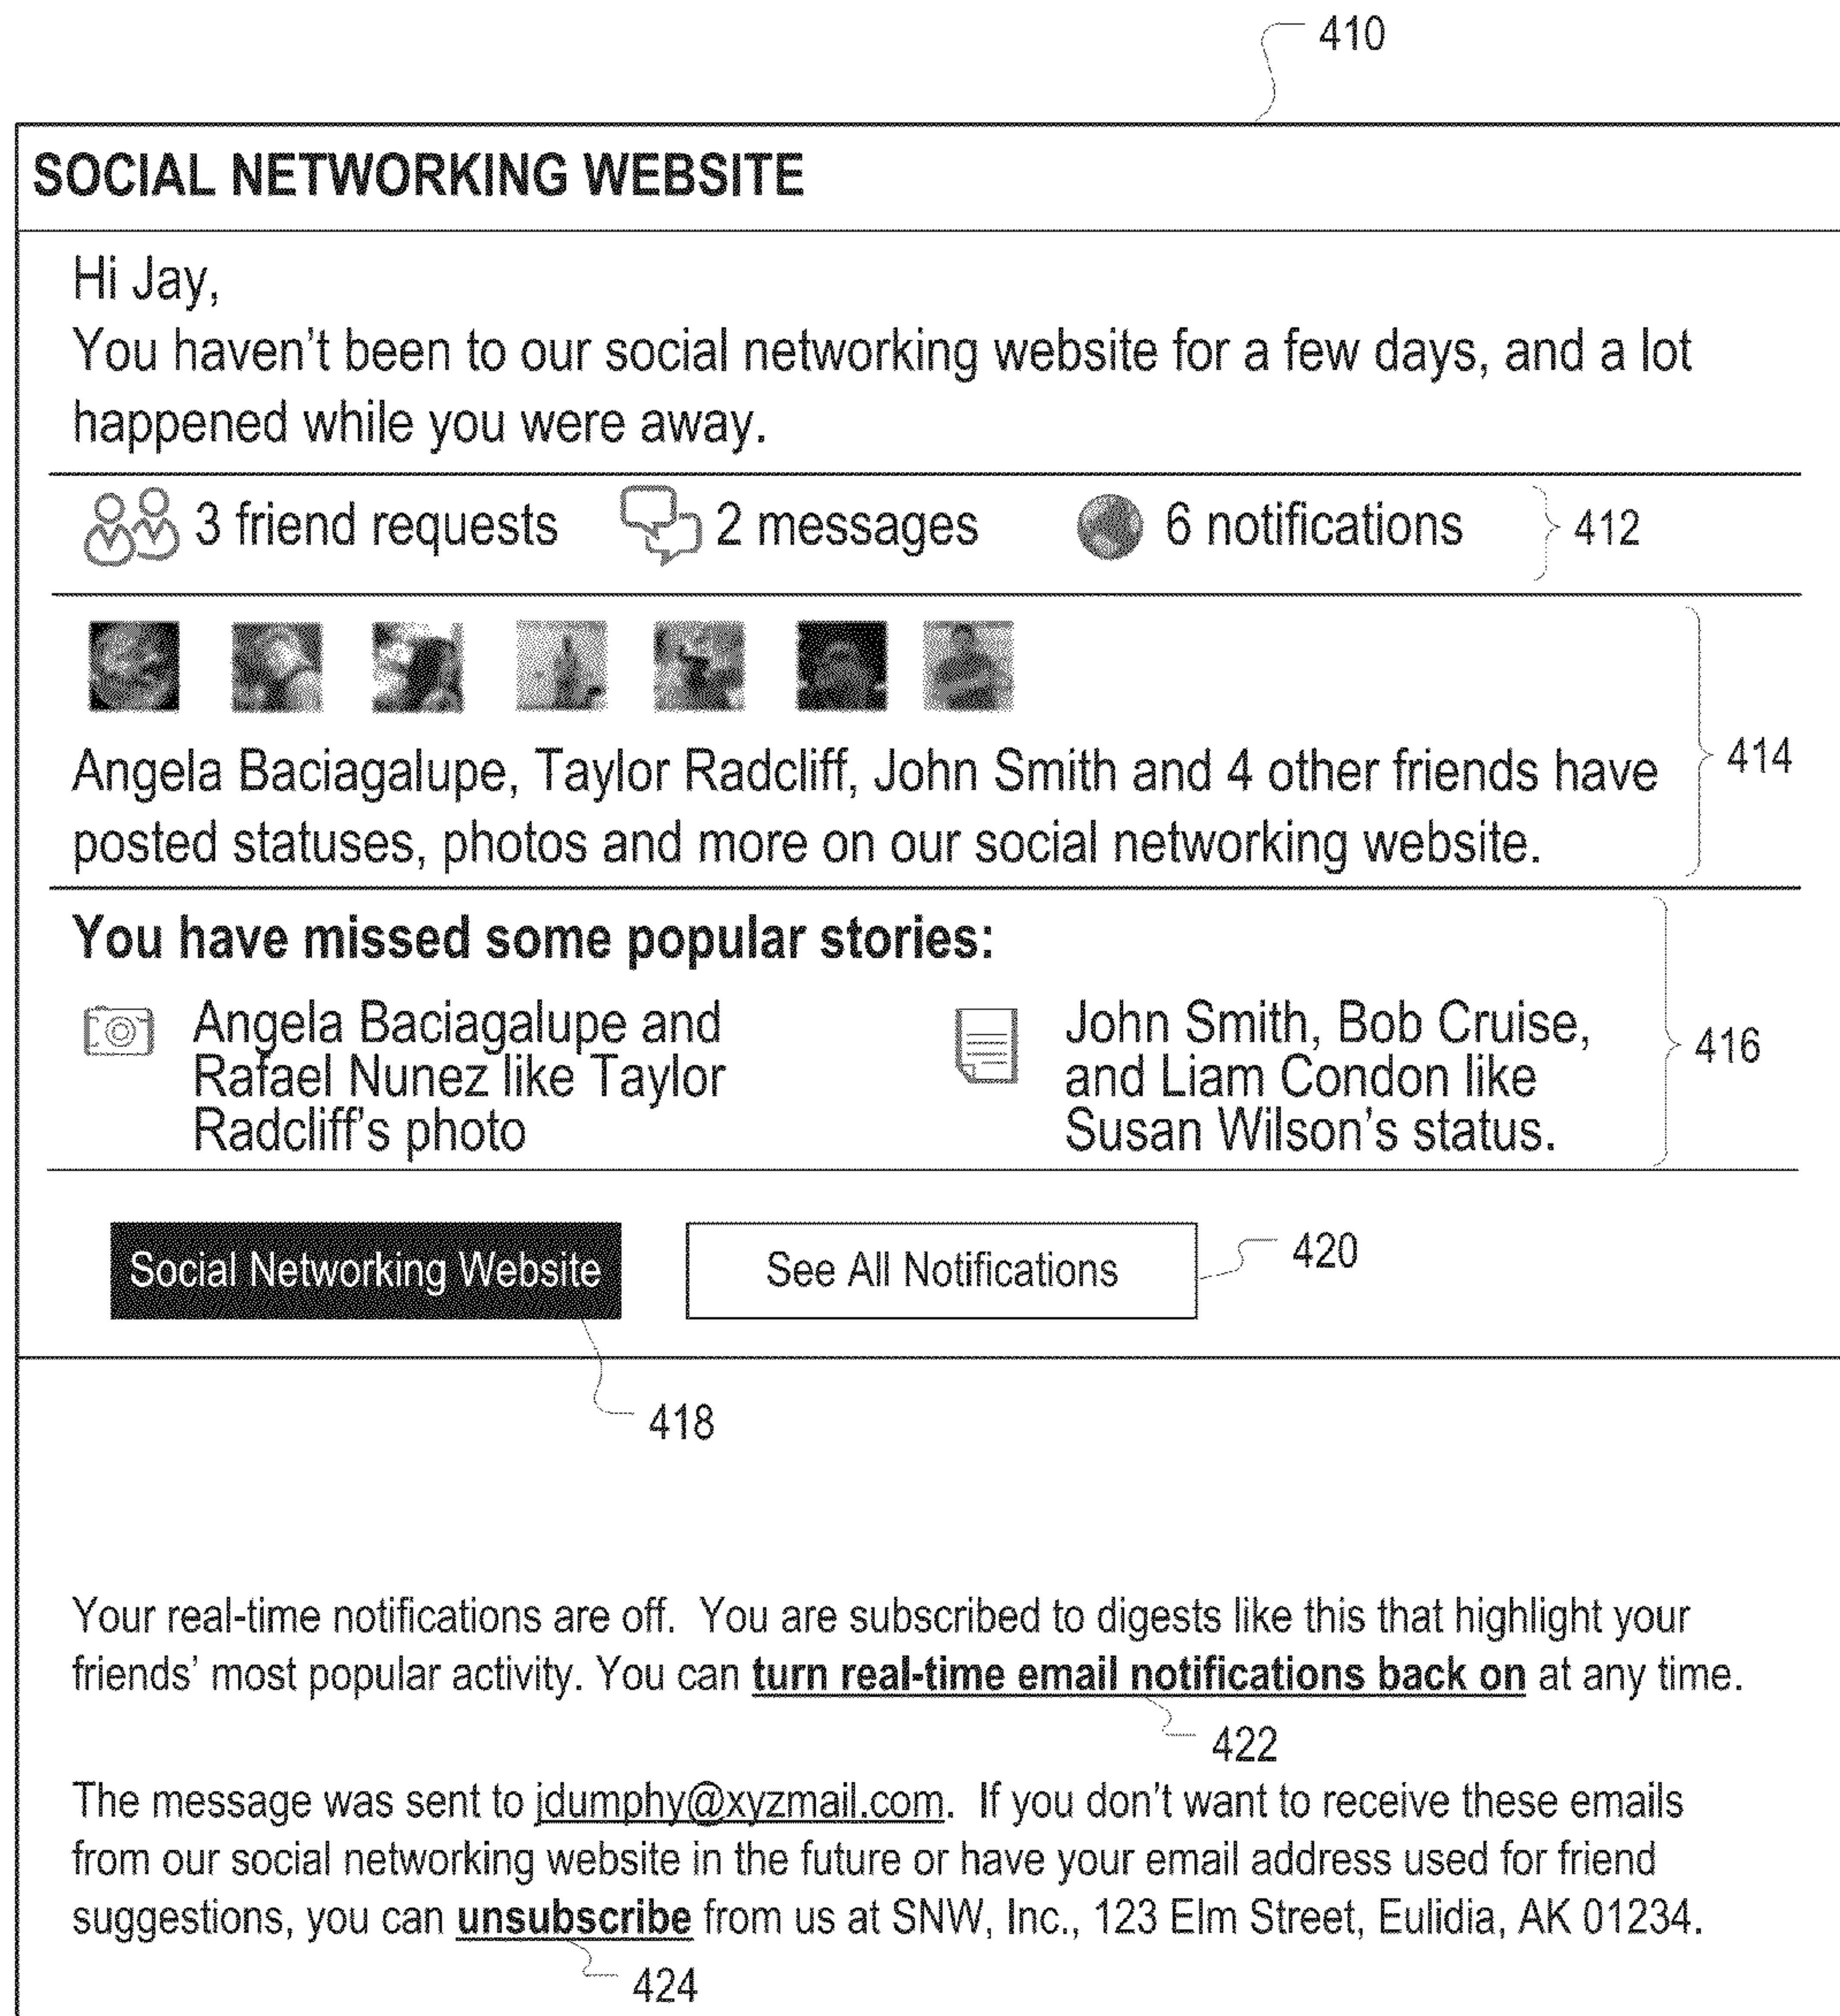 410
SOCIAL NETWORKING WEBSITE
Hi Jay,
You haven't been to our social networking website for a few days, and a lot
happened while you were away.
3 friend requests 2 messages 6 notifications 412
Angela Baciagalupe, Taylor Radcliff, John Smith and 4 other friends have
posted statuses, photos and more on our social networking website.
414
You have missed some popular stories:
Angela Baciagalupe and
Rafael Nunez like Taylor
Radcliff's photo
John Smith, Bob Cruise,
and Liam Condon like
Susan Wilson's status.
416
Social Networking Website See All Notifications 420
418
Your real-time notifications are off. You are subscribed to digests like this that highlight your
friends' most popular activity. You can turn real-time email notifications back on at any time.
422
The message was sent to jdumphy@xyzmail.com. If you don't want to receive these emails
from our social networking website in the future or have your email address used for friend
suggestions, you can unsubscribe from us at SNW, Inc., 123 Elm Street, Eulidia, AK 01234.
424